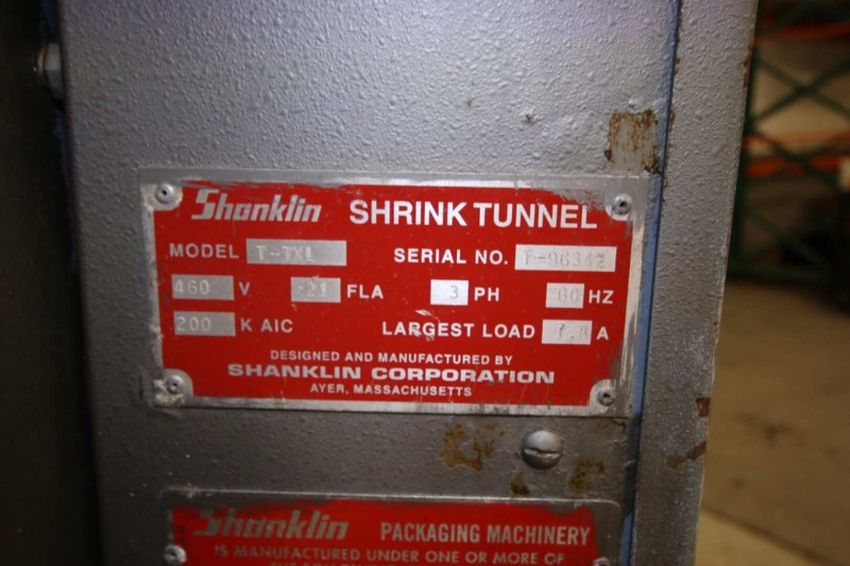 Shanklin SHRINK TUNNEL
MODEL T-7XL SERIAL NO. T-96342
460 V 21 FLA 3 PH 60 HZ
200 K AIC LARGEST LOAD 7.8 A
DESIGNED AND MANUFACTURED BY
SHANKLIN CORPORATION
AYER, MASSACHUSETTS
Shanklin PACKAGING MACHINERY
IS MANUFACTURED UNDER ONE OR MORE OF